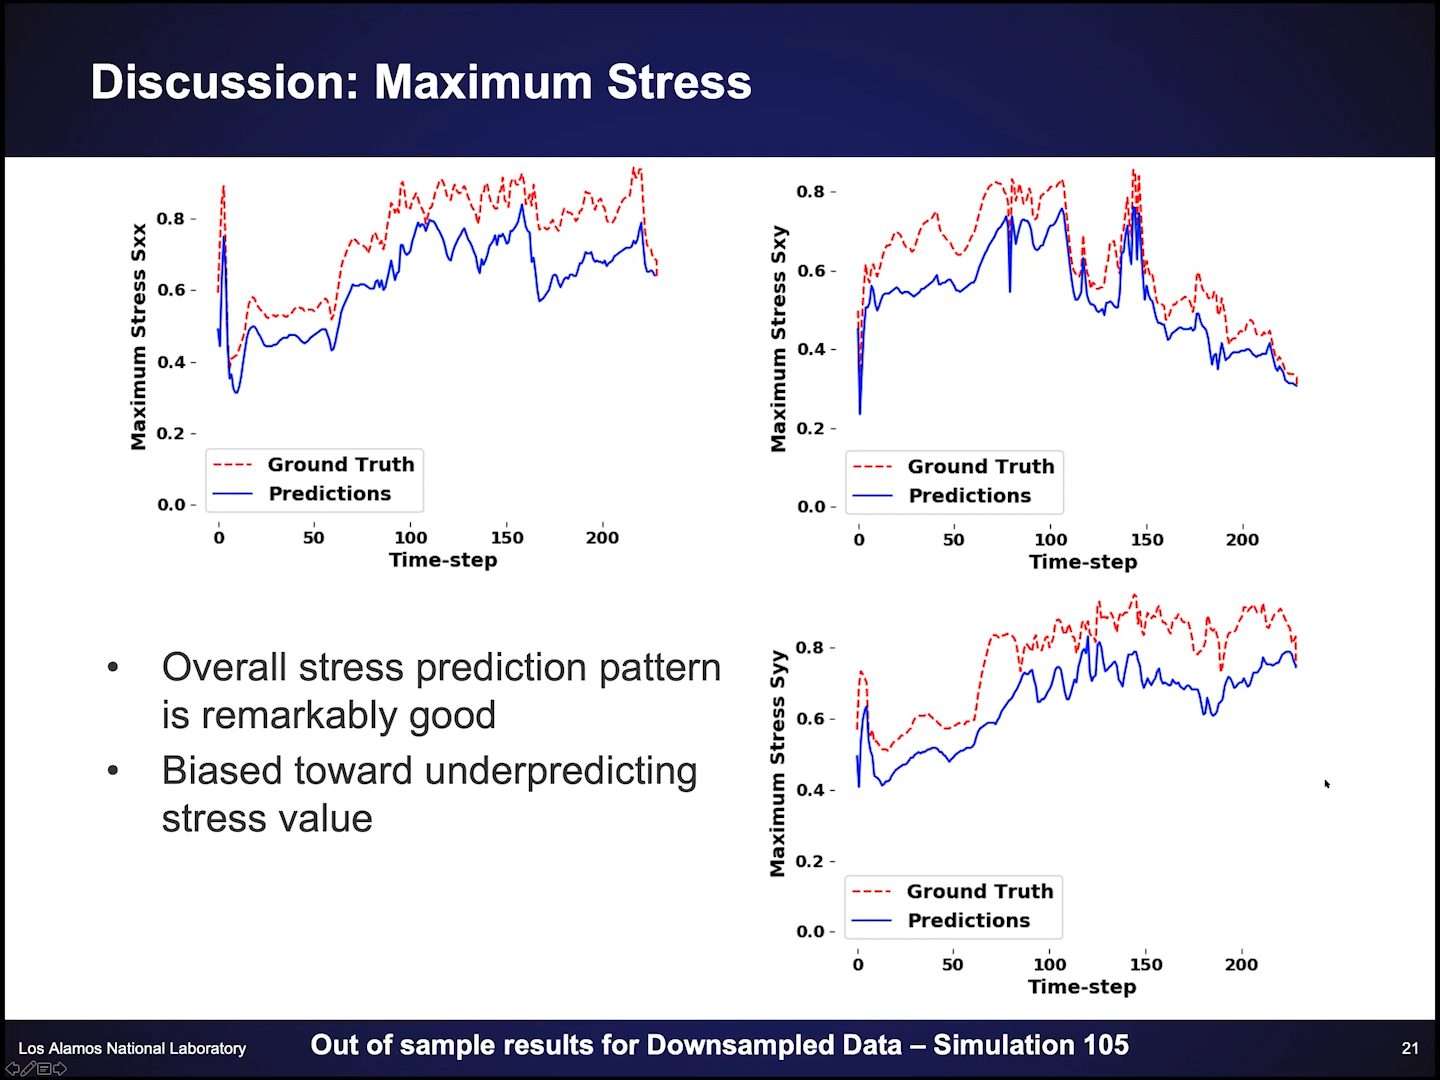 Discussion: Maximum Stress
Maximum Stress Sxx
0.8
0.6
0.4
0.2
0.0
Ground Truth
Predictions
0 50 100 150 200
Time-step
Maximum Stress Sxy
0.8
0.6
0.4
0.2
0.0
Ground Truth
Predictions
0 50 100 150 200
Time-step
• Overall stress prediction pattern
is remarkably good
• Biased toward underpredicting
stress value
Maximum Stress Syy
0.8
0.6
0.4
0.2
0.0
Ground Truth
Predictions
0 50 100 150 200
Time-step
Los Alamos National Laboratory
Out of sample results for Downsampled Data – Simulation 105
21